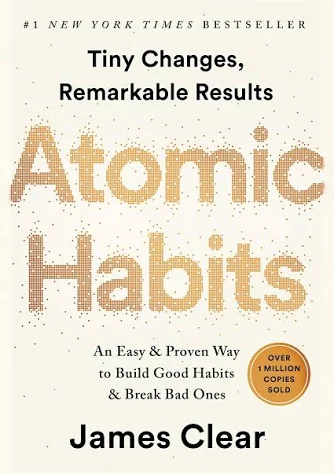 #1 NEW YORK TIMES BESTSELLER
Tiny Changes,
Remarkable Results
Atomic
Habits
An Easy & Proven Way
to Build Good Habits
& Break Bad Ones
OVER
1 MILLION
COPIES
SOLD
James Clear